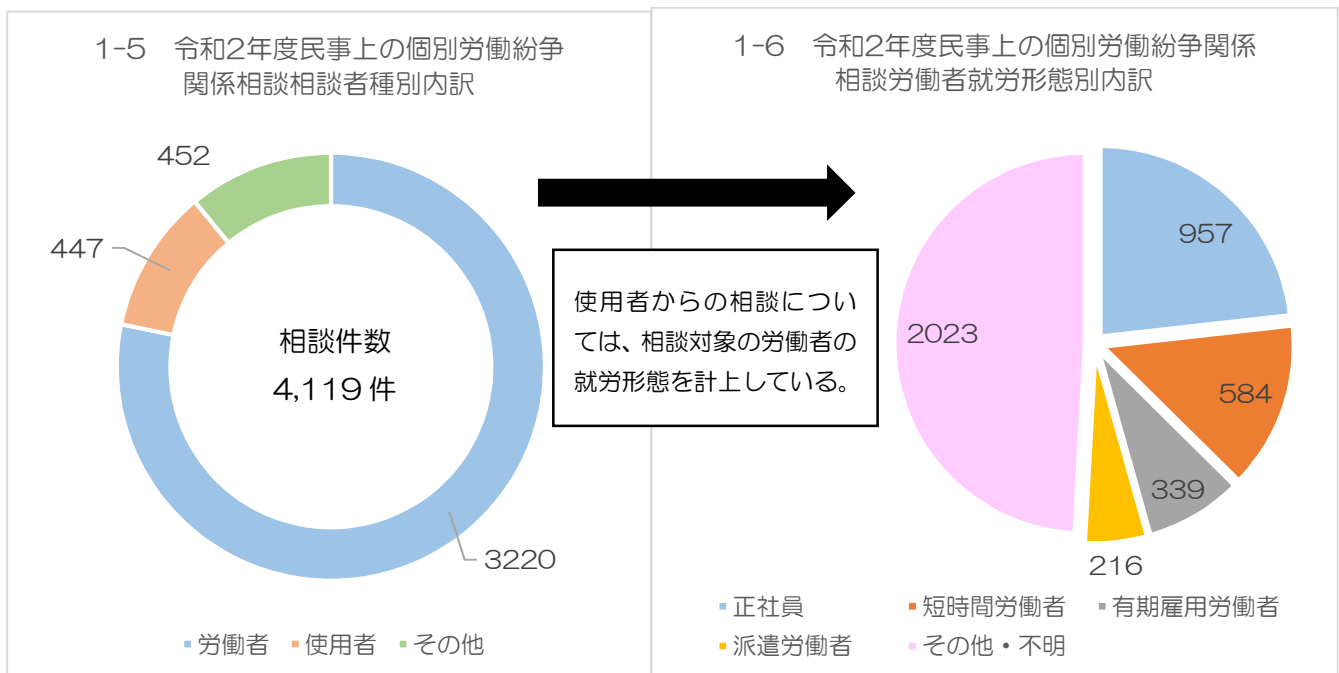 1-5　令和2年度民事上の個別労働紛争
関係相談相談者種別内訳
452
447
相談件数
4,119 件
3220
労働者
使用者
その他
使用者からの相談につい
ては、相談対象の労働者の
就労形態を計上している。
1-6　令和2年度民事上の個別労働紛争関係
相談労働者就労形態別内訳
957
2023
584
339
216
正社員
短時間労働者
有期雇用労働者
派遣労働者
その他・不明